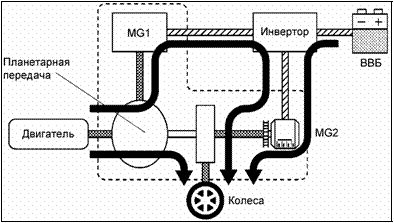 MG1
Инвертор
ВВБ
Планетарная
передача
Двигатель
MG2
Колеса